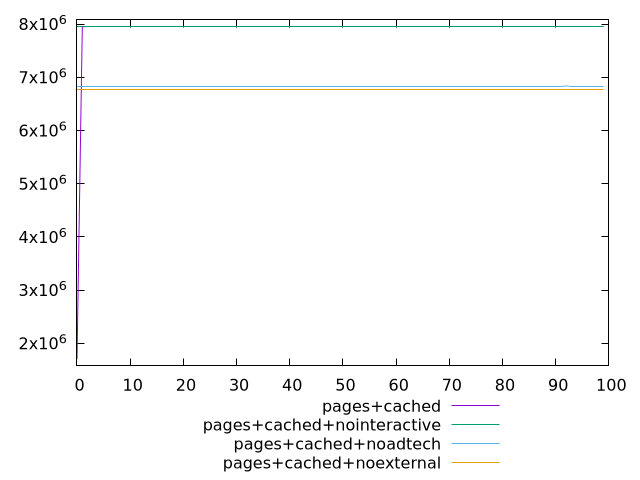 8x10⁶
7x10⁶
6x10⁶
5x10⁶
4x10⁶
3x10⁶
2x10⁶
0 10 20 30 40 50 60 70 80 90 100
pages+cached
pages+cached+nointeractive
pages+cached+noadtech
pages+cached+noexternal